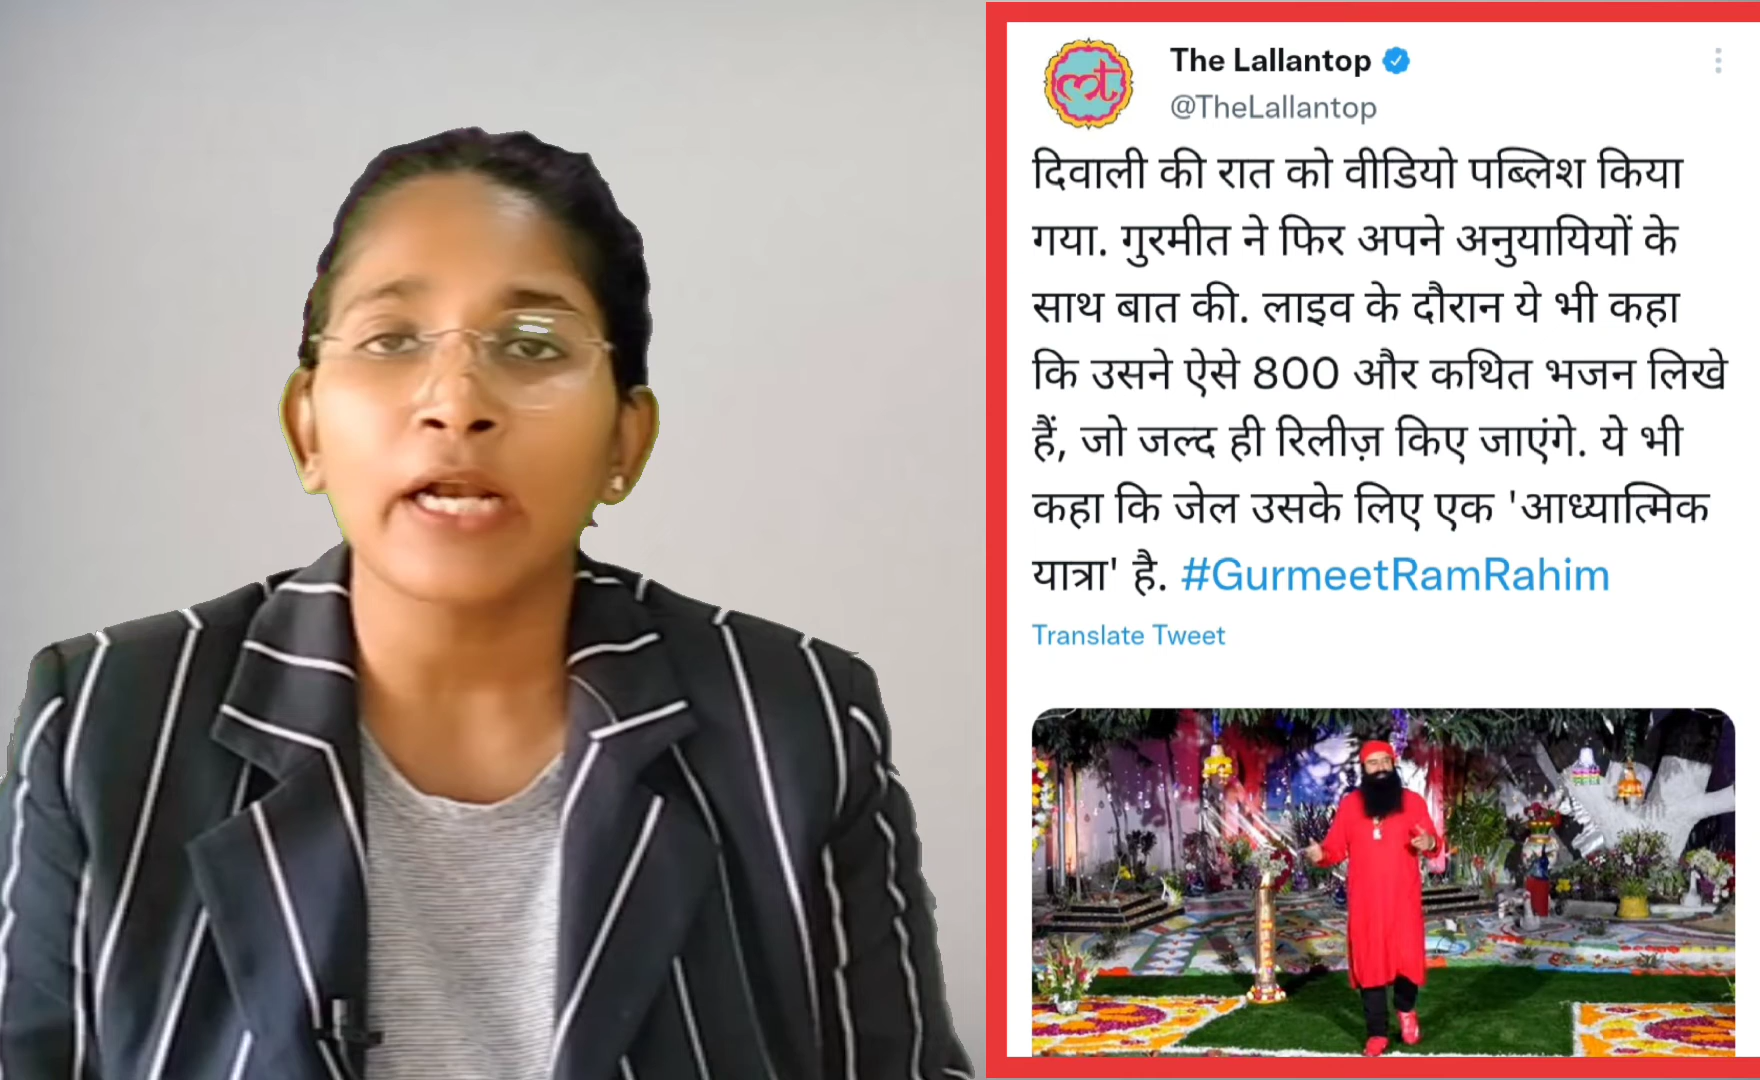 The Lallantop
@TheLallantop
दिवाली की रात को वीडियो पब्लिश किया
गया. गुरमीत ने फिर अपने अनुयायियों के
साथ बात की. लाइव के दौरान ये भी कहा
कि उसने ऐसे 800 और कथित भजन लिखे
हैं, जो जल्द ही रिलीज़ किए जाएंगे. ये भी
कहा कि जेल उसके लिए एक 'आध्यात्मिक
यात्रा' है. #GurmeetRamRahim
Translate Tweet